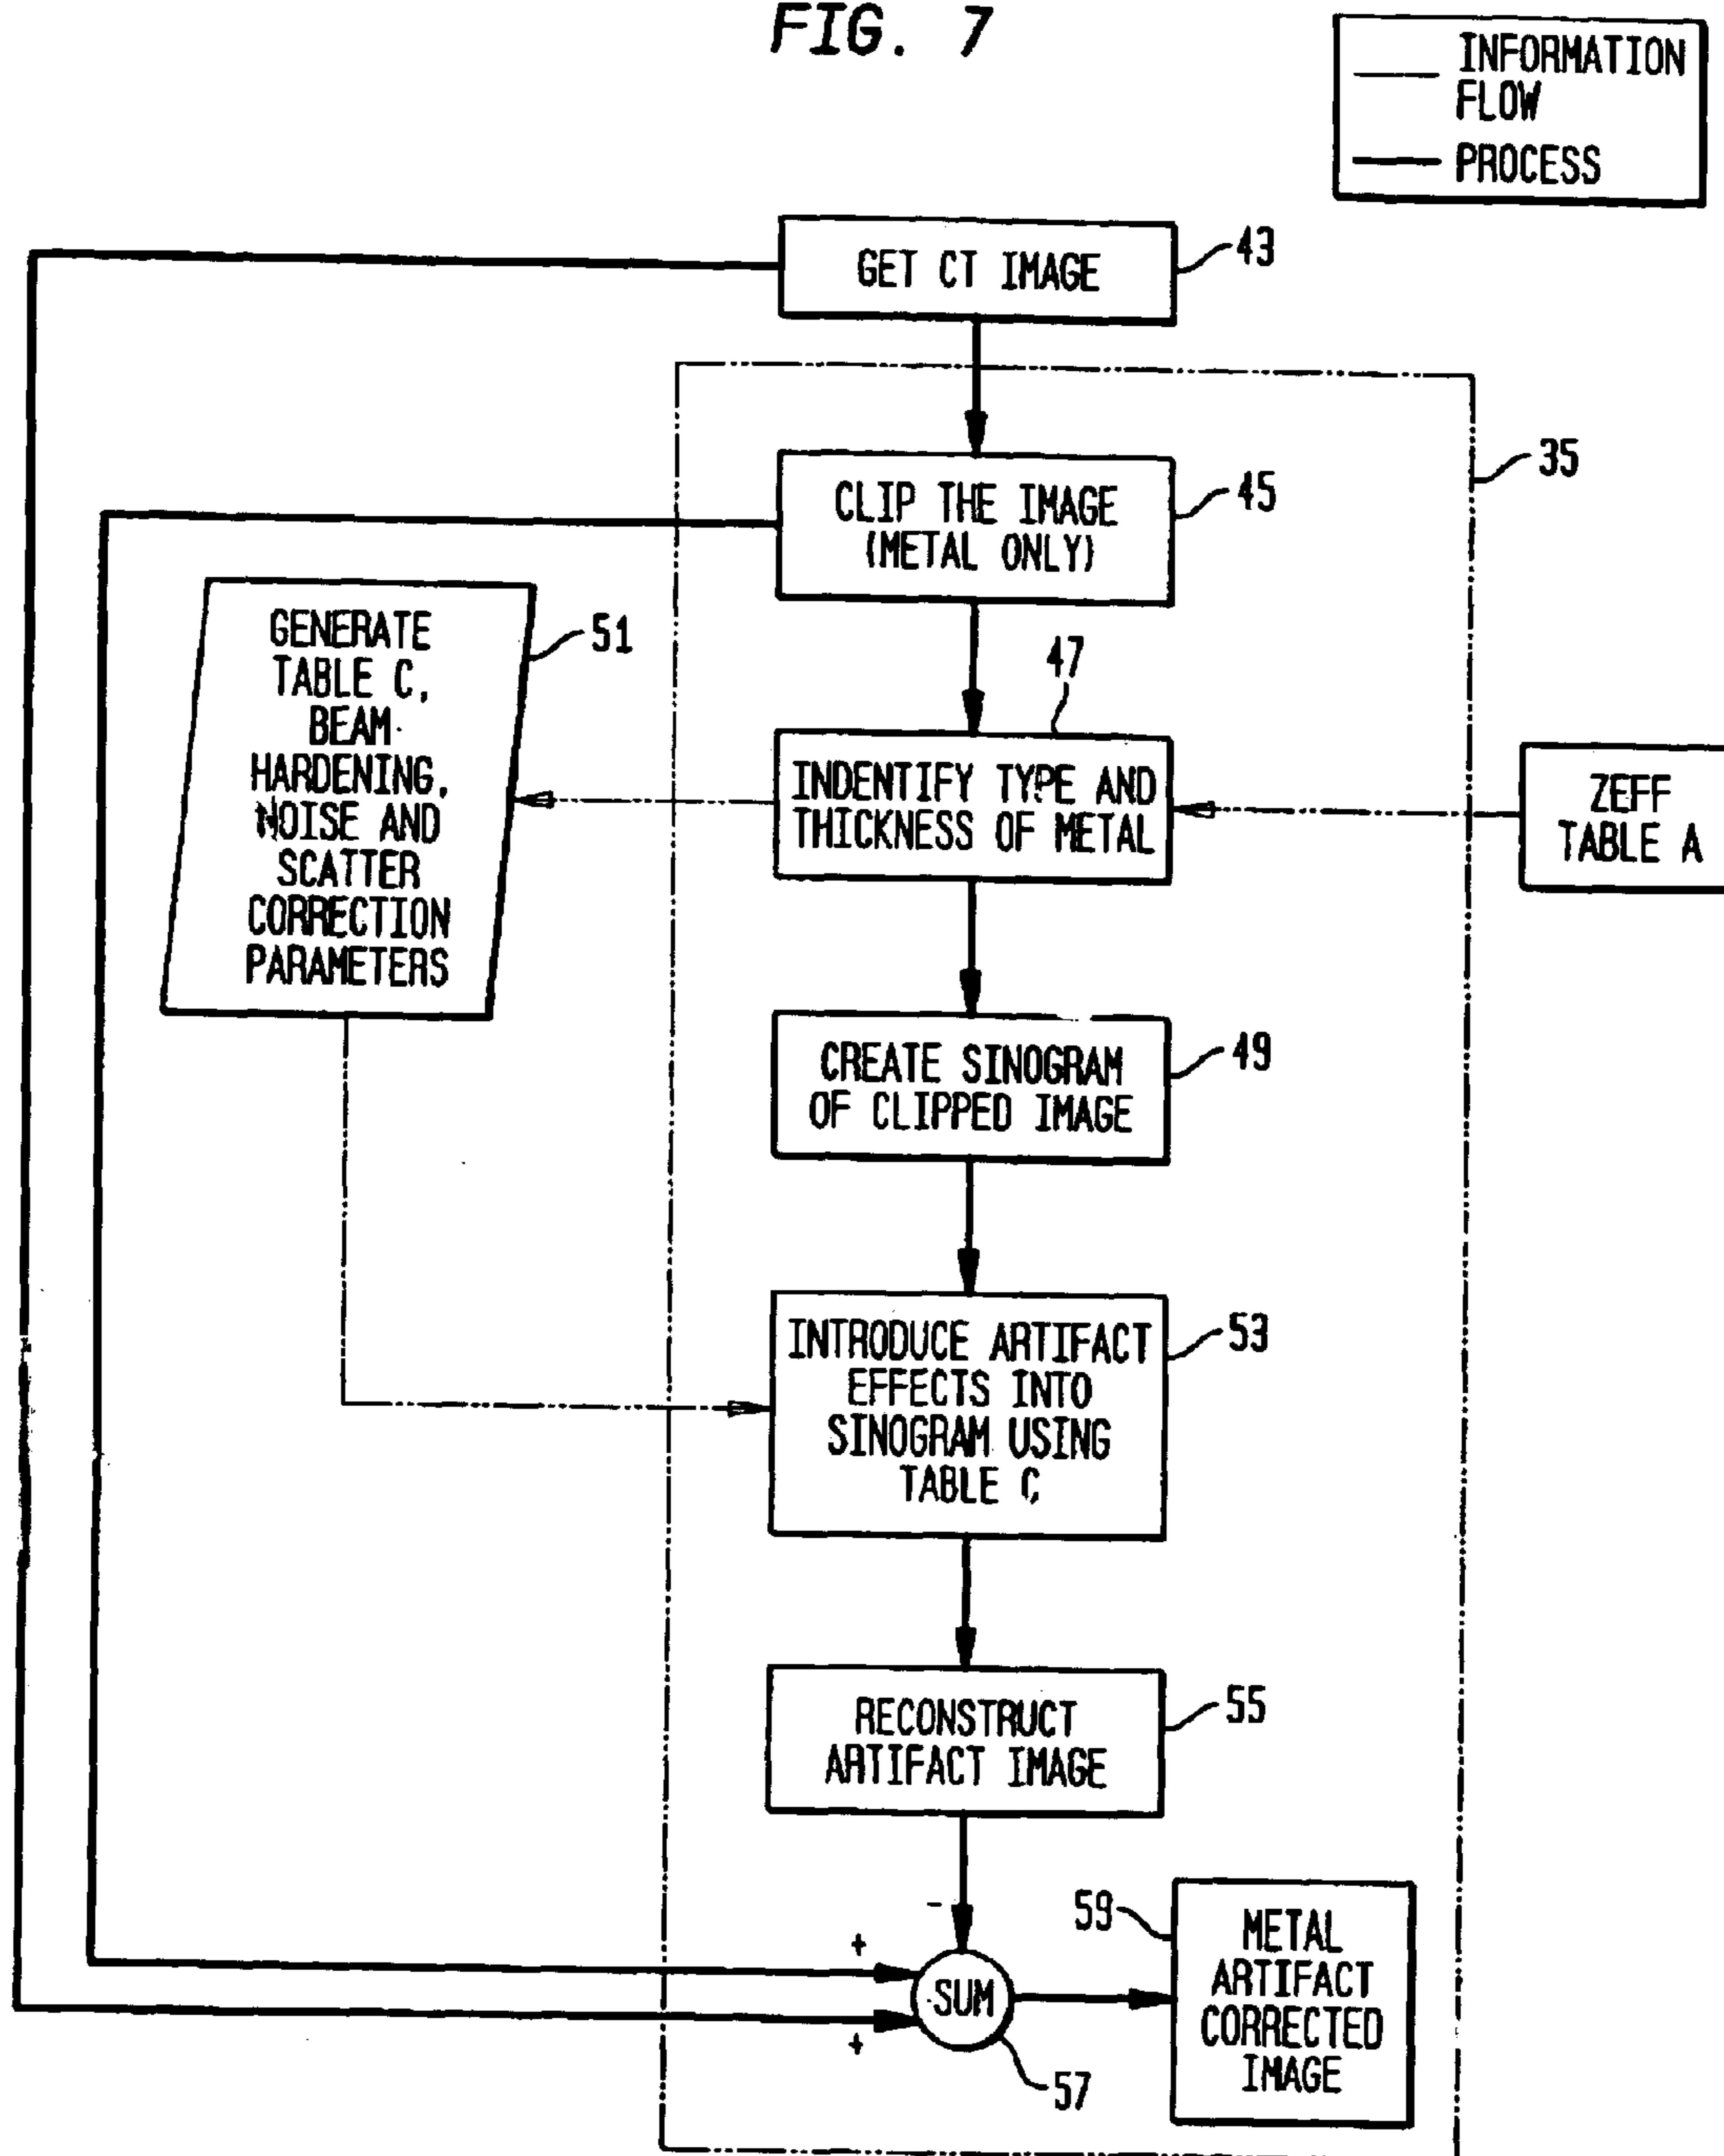 FIG. 7
INFORMATION
FLOW
PROCESS
GET CT IMAGE
43
35
CLIP THE IMAGE
(METAL ONLY)
45
GENERATE
TABLE C,
BEAM
HARDENING,
NOISE AND
SCATTER
CORRECTION
PARAMETERS
51
47
INDENTIFY TYPE AND
THICKNESS OF METAL
ZEFF
TABLE A
CREATE SINOGRAM
OF CLIPPED IMAGE
49
INTRODUCE ARTIFACT
EFFECTS INTO
SINOGRAM USING
TABLE C
53
RECONSTRUCT
ARTIFACT IMAGE
55
-
+
+
SUM
57
59
METAL
ARTIFACT
CORRECTED
IMAGE